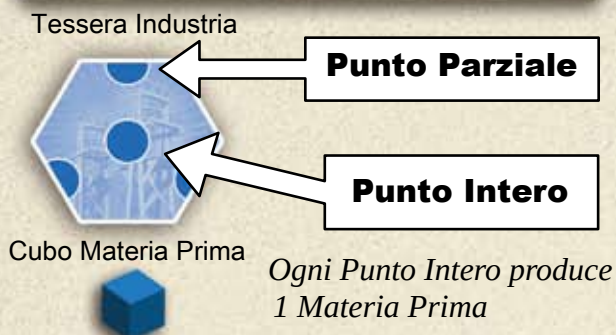 Tessera Industria
Punto Parziale
Punto Intero
Cubo Materia Prima
Ogni Punto Intero produce
1 Materia Prima